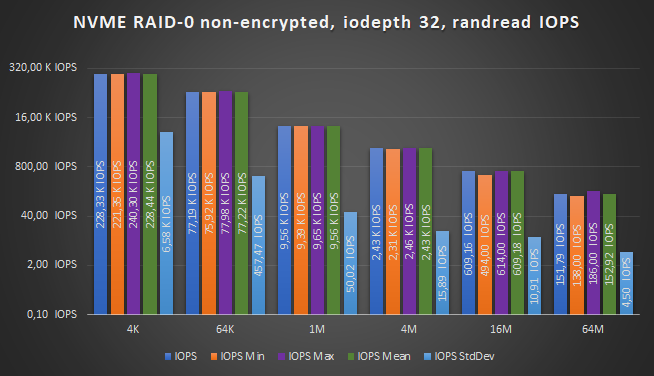 NVME RAID-0 non-encrypted, iodepth 32, randread IOPS
320,00 K IOPS
16,00 K IOPS
800,00 IOPS
40,00 IOPS
2,00 IOPS
0,10 IOPS
228,33 K IOPS
221,35 K IOPS
240,30 K IOPS
228,44 K IOPS
6,58 K IOPS
77,19 K IOPS
75,92 K IOPS
77,98 K IOPS
77,22 K IOPS
457,47 IOPS
9,56 K IOPS
9,39 K IOPS
9,65 K IOPS
9,56 K IOPS
50,02 IOPS
2,43 K IOPS
2,31 K IOPS
2,46 K IOPS
2,43 K IOPS
15,89 IOPS
609,16 IOPS
494,00 IOPS
614,00 IOPS
609,18 IOPS
10,91 IOPS
151,79 IOPS
138,00 IOPS
186,00 IOPS
152,92 IOPS
4,50 IOPS
4K 64K 1M 4M 16M 64M
IOPS IOPS Min IOPS Max IOPS Mean IOPS StdDev